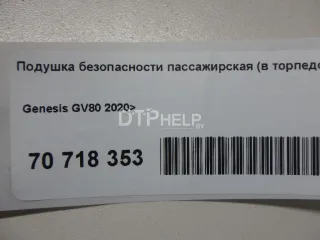 Подушка безопасности пассажирская (в торпедо
Genesis GV80 2020>
DTPHELP
70 718 353